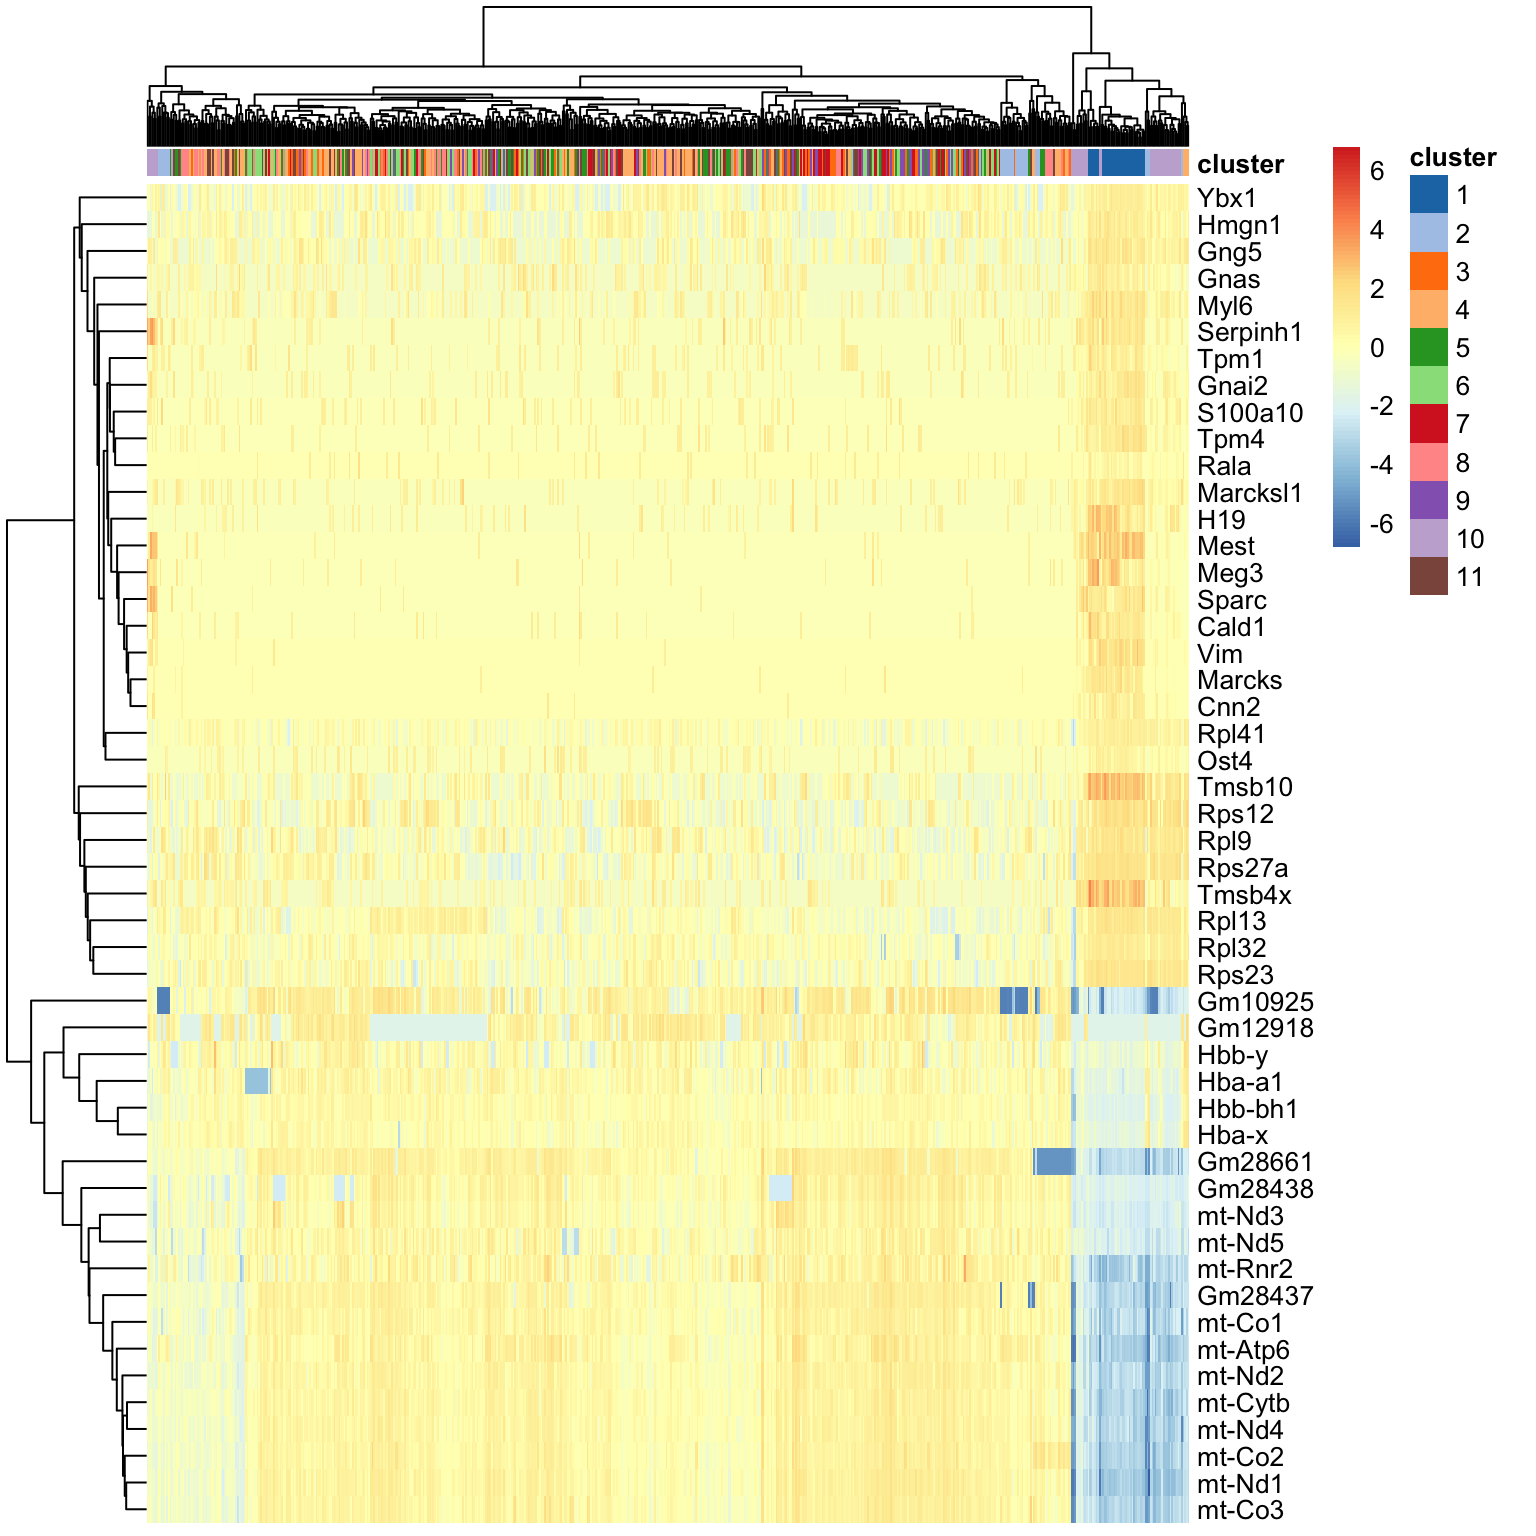 cluster
Ybx1
Hmgn1
Gng5
Gnas
Myl6
Serpinh1
Tpm1
Gnai2
S100a10
Tpm4
Rala
Marcksl1
H19
Mest
Meg3
Sparc
Cald1
Vim
Marcks
Cnn2
Rpl41
Ost4
Tmsb10
Rps12
Rpl9
Rps27a
Tmsb4x
Rpl13
Rpl32
Rps23
Gm10925
Gm12918
Hbb-y
Hba-a1
Hbb-bh1
Hba-x
Gm28661
Gm28438
mt-Nd3
mt-Nd5
mt-Rnr2
Gm28437
mt-Co1
mt-Atp6
mt-Nd2
mt-Cytb
mt-Nd4
mt-Co2
mt-Nd1
mt-Co3
6
4
2
0
-2
-4
-6
cluster
1
2
3
4
5
6
7
8
9
10
11